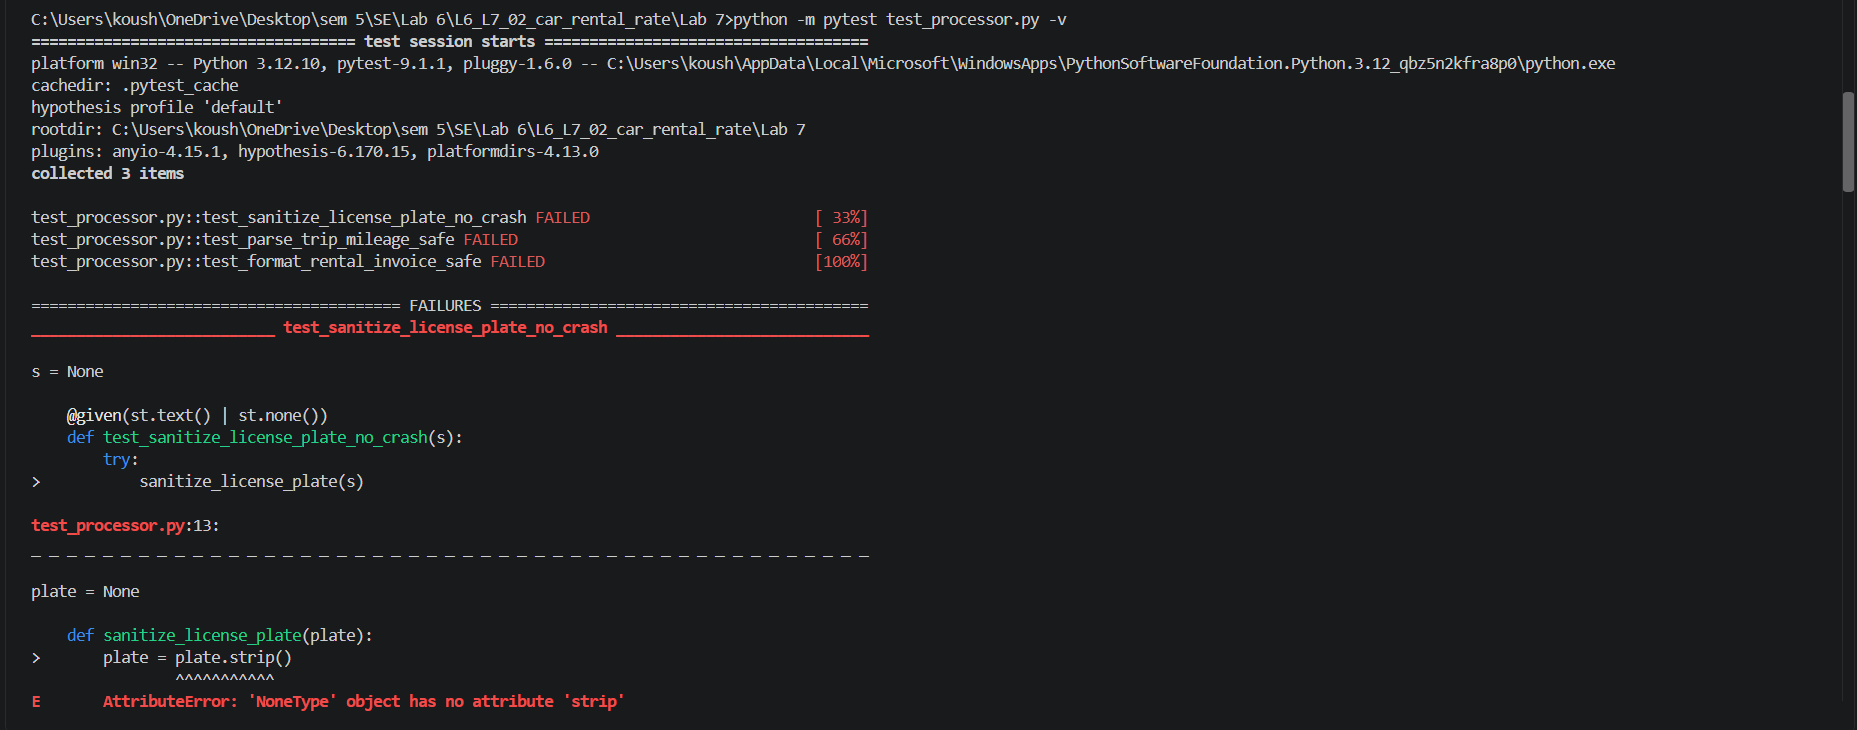 C:\Users\koush\OneDrive\Desktop\sem 5\SE\Lab 6\L6_L7_02_car_rental_rate\Lab 7>python -m pytest test_processor.py -v
==================================== test session starts ====================================
platform win32 -- Python 3.12.10, pytest-9.1.1, pluggy-1.6.0 -- C:\Users\koush\AppData\Local\Microsoft\WindowsApps\PythonSoftwareFoundation.Python.3.12_qbz5n2kfra8p0\python.exe
cachedir: .pytest_cache
hypothesis profile 'default'
rootdir: C:\Users\koush\OneDrive\Desktop\sem 5\SE\Lab 6\L6_L7_02_car_rental_rate\Lab 7
plugins: anyio-4.15.1, hypothesis-6.170.15, platformdirs-4.13.0
collected 3 items
test_processor.py::test_sanitize_license_plate_no_crash FAILED                         [ 33%]
test_processor.py::test_parse_trip_mileage_safe FAILED                                 [ 66%]
test_processor.py::test_format_rental_invoice_safe FAILED                              [100%]
========================================= FAILURES ==========================================
___________________________ test_sanitize_license_plate_no_crash ____________________________
s = None
    @given(st.text() | st.none())
    def test_sanitize_license_plate_no_crash(s):
        try:
>           sanitize_license_plate(s)
test_processor.py:13:
_ _ _ _ _ _ _ _ _ _ _ _ _ _ _ _ _ _ _ _ _ _ _ _ _ _ _ _ _ _ _ _ _ _ _ _ _ _ _ _ _ _ _ _ _ _ _
plate = None
    def sanitize_license_plate(plate):
>       plate = plate.strip()
                ^^^^^^^^^^^
E       AttributeError: 'NoneType' object has no attribute 'strip'